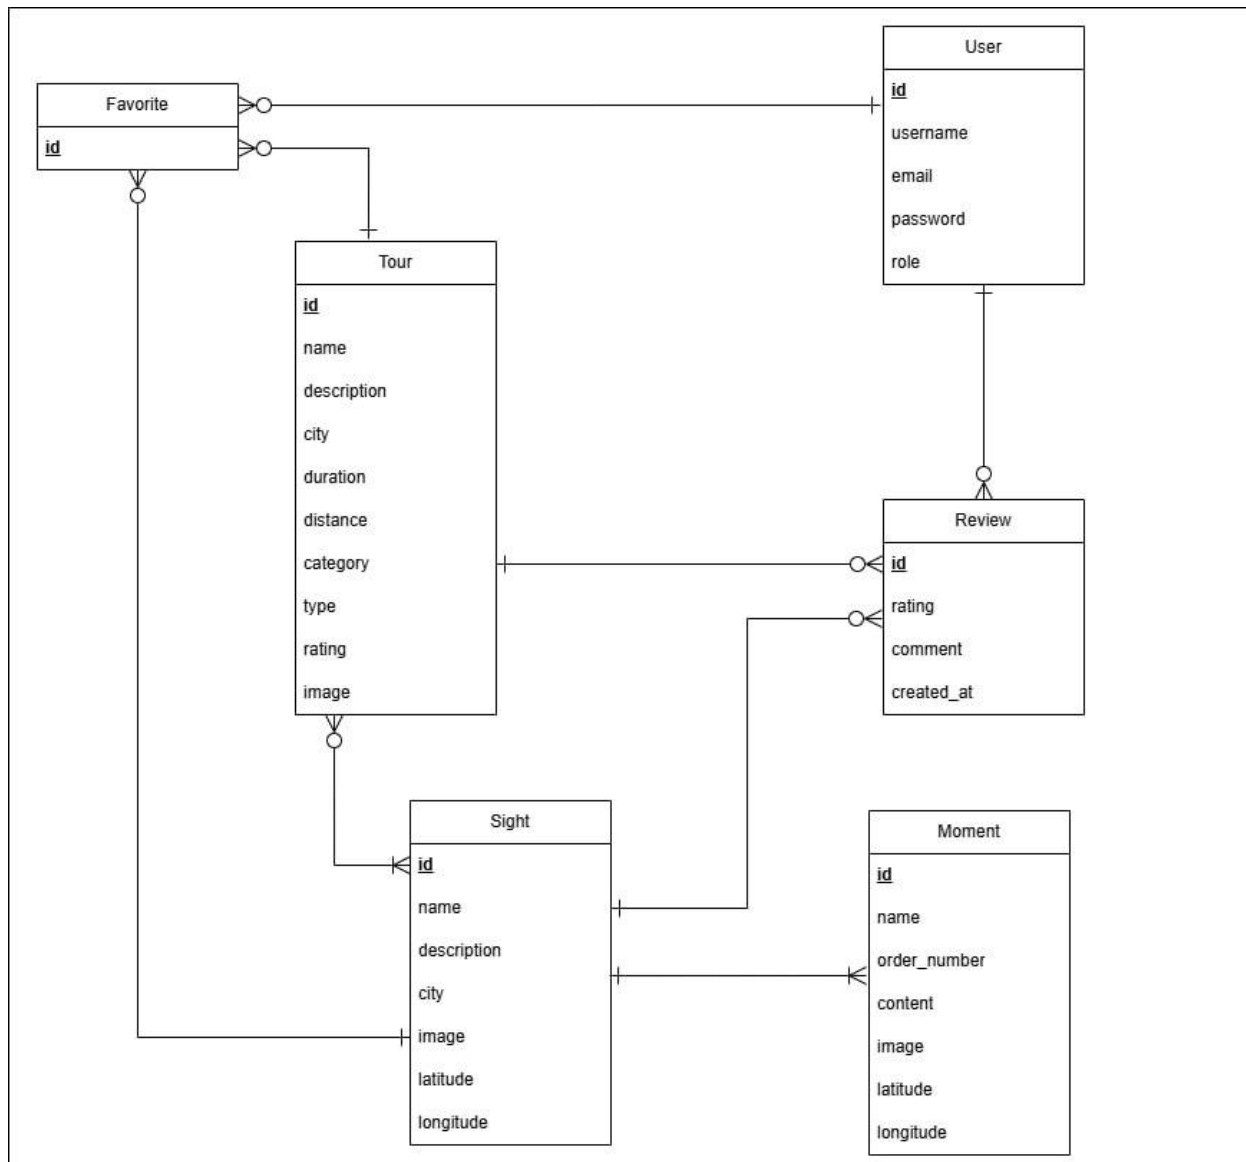 Favorite
id
User
id
username
email
password
role
Tour
id
name
description
city
duration
distance
category
type
rating
image
Review
id
rating
comment
created_at
Sight
id
name
description
city
image
latitude
longitude
Moment
id
name
order_number
content
image
latitude
longitude